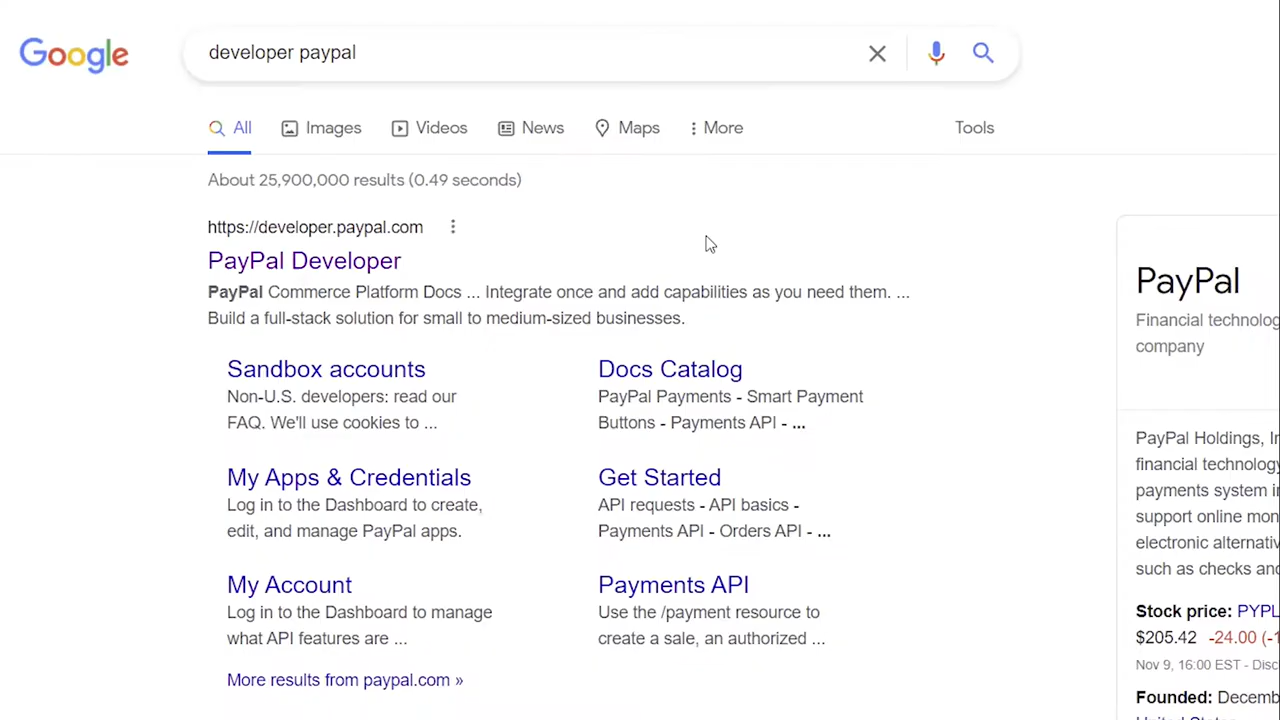 Google
developer paypal
All Images Videos News Maps More Tools
About 25,900,000 results (0.49 seconds)
https://developer.paypal.com
PayPal Developer
PayPal Commerce Platform Docs ... Integrate once and add capabilities as you need them. ...
Build a full-stack solution for small to medium-sized businesses.
Sandbox accounts
Non-U.S. developers: read our
FAQ. We'll use cookies to ...
Docs Catalog
PayPal Payments - Smart Payment
Buttons - Payments API - ...
My Apps & Credentials
Log in to the Dashboard to create,
edit, and manage PayPal apps.
Get Started
API requests - API basics -
Payments API - Orders API - ...
My Account
Log in to the Dashboard to manage
what API features are ...
Payments API
Use the /payment resource to
create a sale, an authorized ...
More results from paypal.com »
PayPal
Financial technolog
company
PayPal Holdings, I
financial technology
payments system i
support online mon
electronic alternativ
such as checks and
Stock price: PYPL
$205.42 -24.00 (-1
Nov 9, 16:00 EST - Disc
Founded: Decemb
United States